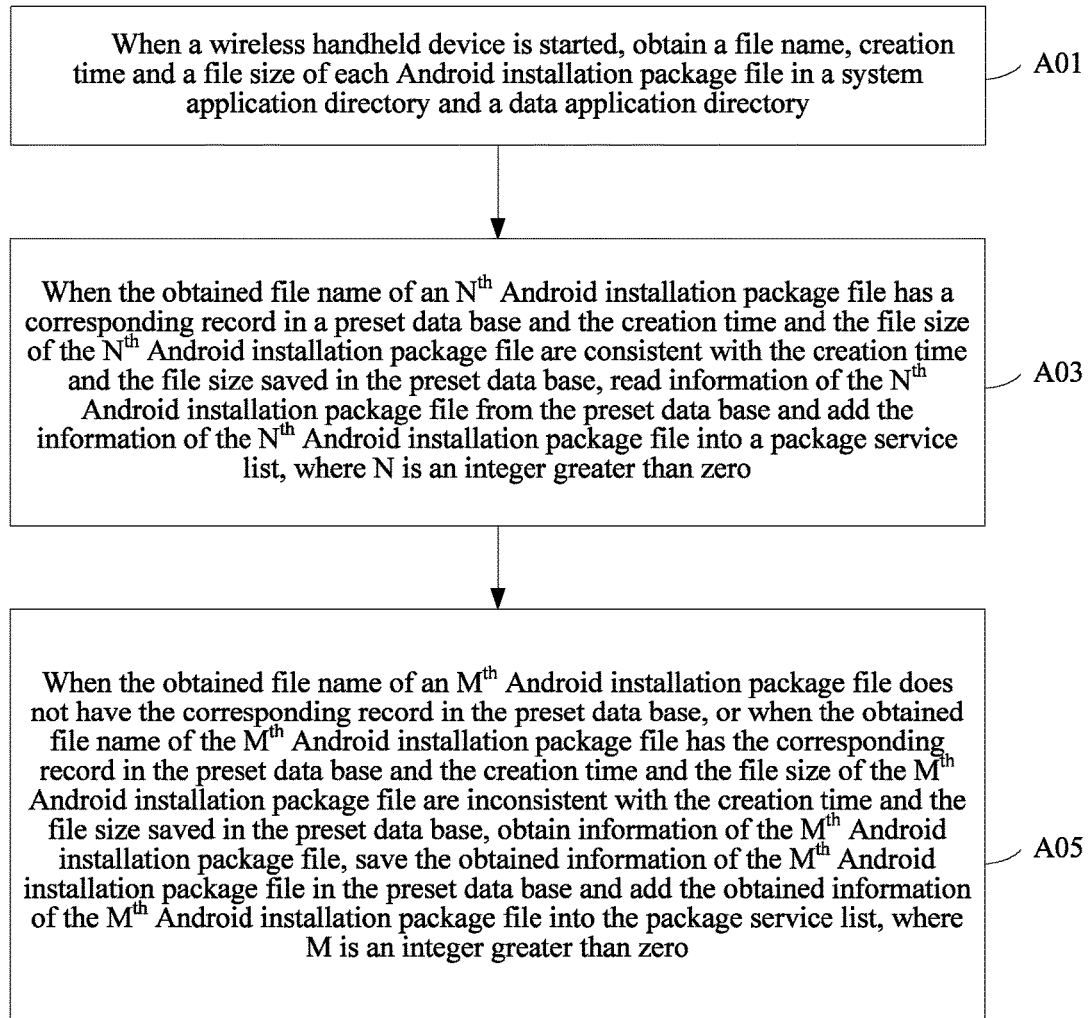 When a wireless handheld device is started, obtain a file name, creation
time and a file size of each Android installation package file in a system
application directory and a data application directory
A01
When the obtained file name of an Nth Android installation package file has a
corresponding record in a preset data base and the creation time and the file size
of the Nth Android installation package file are consistent with the creation time
and the file size saved in the preset data base, read information of the Nth
Android installation package file from the preset data base and add the
information of the Nth Android installation package file into a package service
list, where N is an integer greater than zero
A03
When the obtained file name of an Mth Android installation package file does
not have the corresponding record in the preset data base, or when the obtained
file name of the Mth Android installation package file has the corresponding
record in the preset data base and the creation time and the file size of the Mth
Android installation package file are inconsistent with the creation time and the
file size saved in the preset data base, obtain information of the Mth Android
installation package file, save the obtained information of the Mth Android
installation package file in the preset data base and add the obtained information
of the Mth Android installation package file into the package service list, where
M is an integer greater than zero
A05